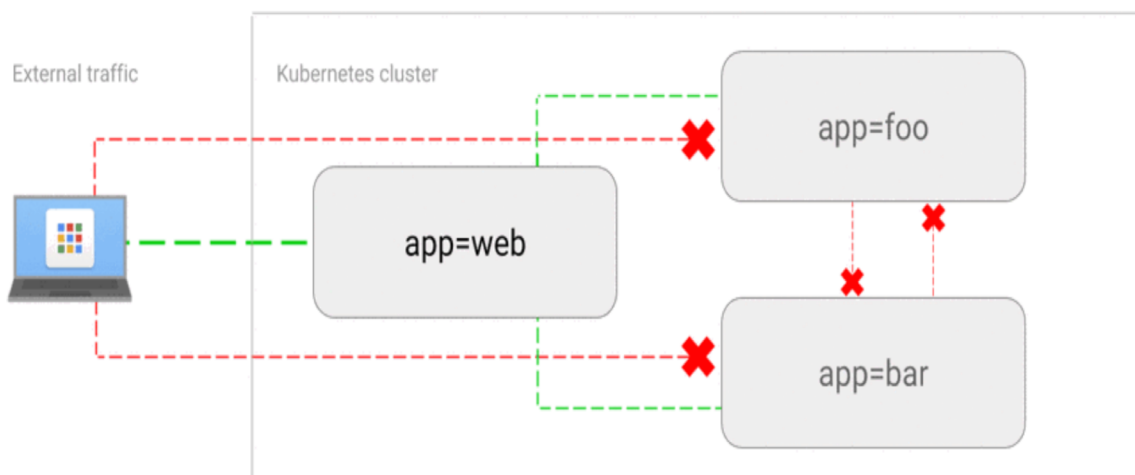 External traffic
Kubernetes cluster
app=foo
app=web
app=bar